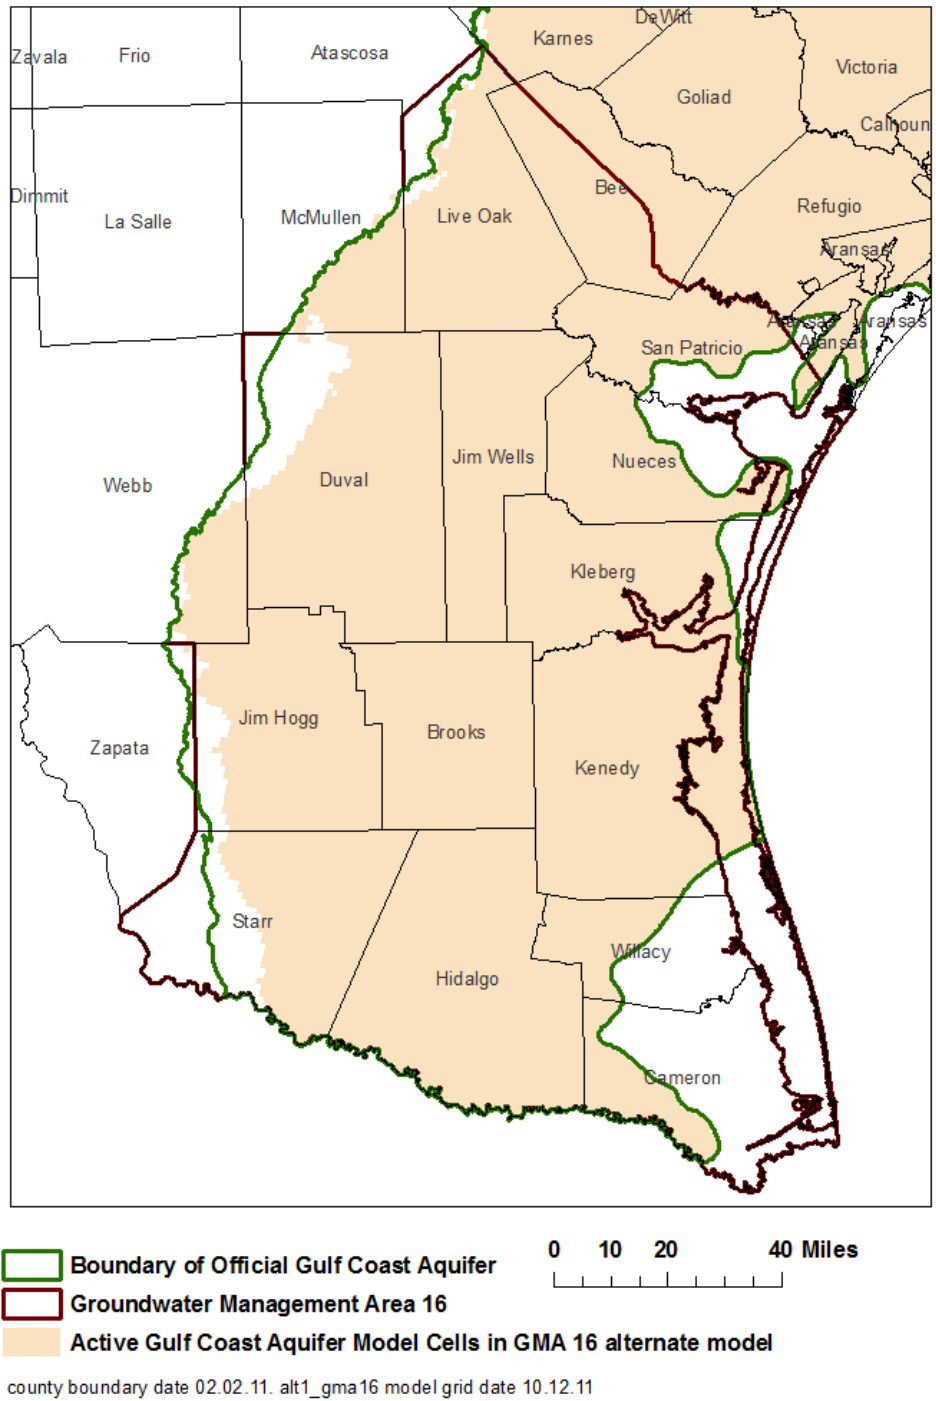 DeWitt
Karnes
Zavala
Frio
Atascosa
Victoria
Goliad
Calhoun
Dimmit
Bee
La Salle
McMullen
Live Oak
Refugio
Aransas
Aransas
Aransas
Aransas
San Patricio
Jim Wells
Nueces
Duval
Webb
Kleberg
Jim Hogg
Brooks
Zapata
Kenedy
Starr
Willacy
Hidalgo
Cameron
0 10 20 40 Miles
Boundary of Official Gulf Coast Aquifer
Groundwater Management Area 16
Active Gulf Coast Aquifer Model Cells in GMA 16 alternate model
county boundary date 02.02.11. alt1_gma16 model grid date 10.12.11